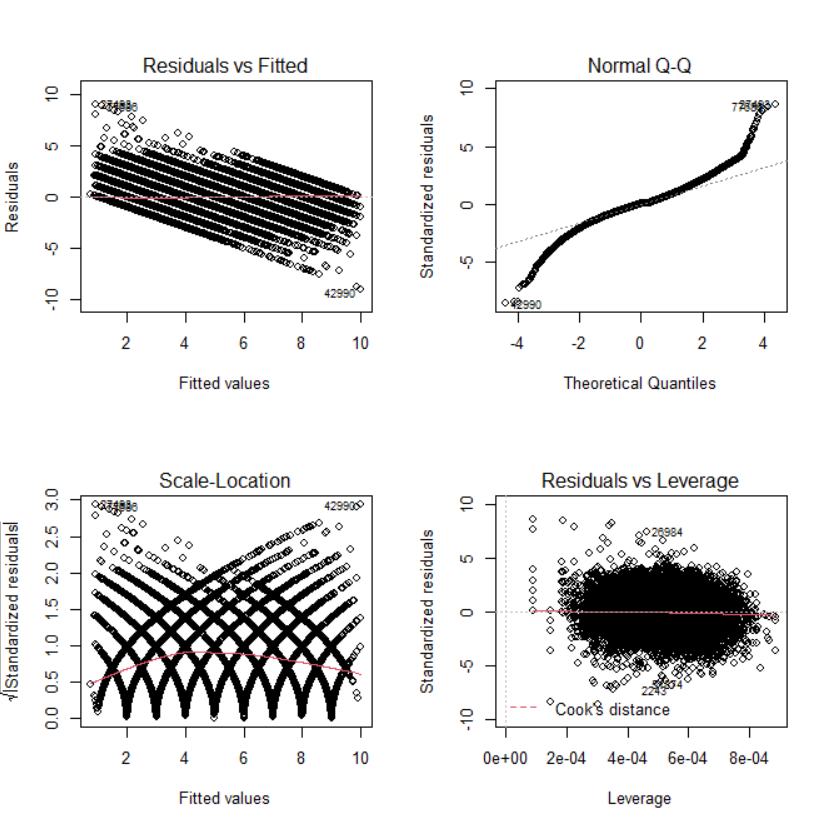 Residuals vs Fitted
Residuals
10
5
0
-5
-10
42990
2 4 6 8 10
Fitted values
Normal Q-Q
Standardized residuals
10
5
0
-5
42990
-4 -2 0 2 4
Theoretical Quantiles
Scale-Location
√|Standardized residuals|
3.0
2.5
2.0
1.5
1.0
0.5
0.0
42990
2 4 6 8 10
Fitted values
Residuals vs Leverage
Standardized residuals
10
5
0
-5
-10
26984
2243
Cook's distance
0e+00 2e-04 4e-04 6e-04 8e-04
Leverage